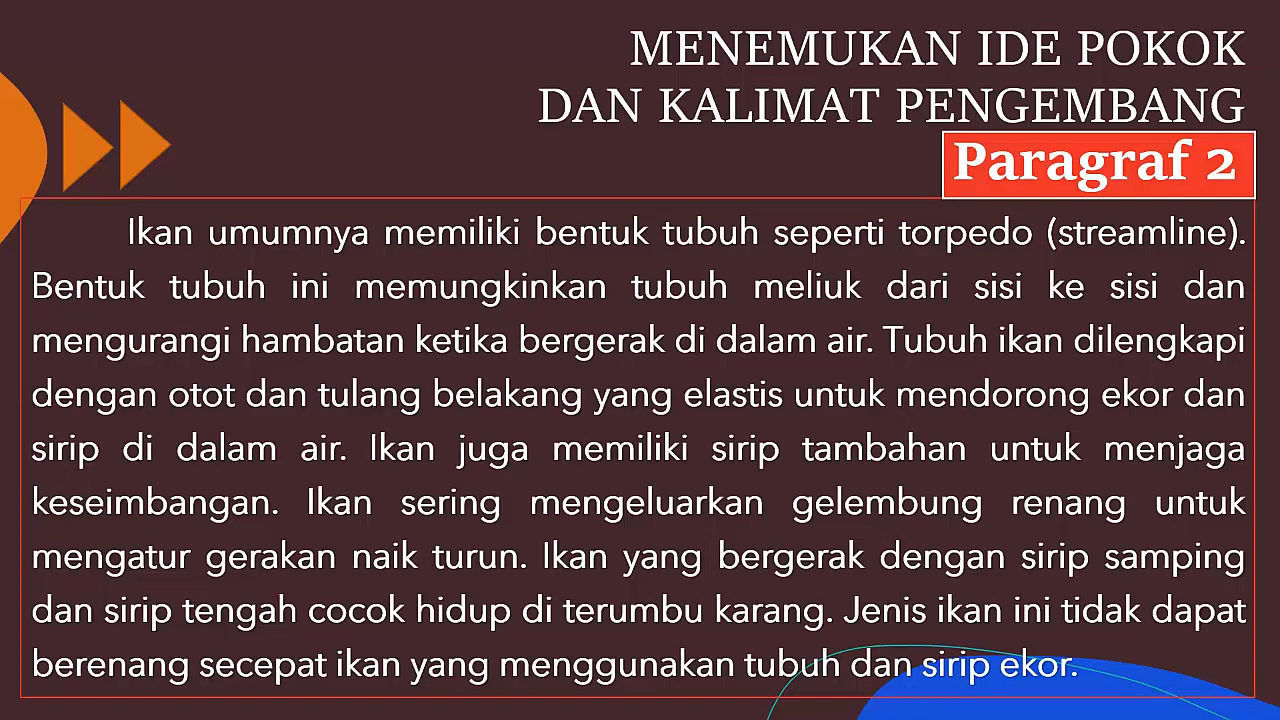 MENEMUKAN IDE POKOK
DAN KALIMAT PENGEMBANG
Paragraf 2
Ikan umumnya memiliki bentuk tubuh seperti torpedo (streamline).
Bentuk tubuh ini memungkinkan tubuh meliuk dari sisi ke sisi dan
mengurangi hambatan ketika bergerak di dalam air. Tubuh ikan dilengkapi
dengan otot dan tulang belakang yang elastis untuk mendorong ekor dan
sirip di dalam air. Ikan juga memiliki sirip tambahan untuk menjaga
keseimbangan. Ikan sering mengeluarkan gelembung renang untuk
mengatur gerakan naik turun. Ikan yang bergerak dengan sirip samping
dan sirip tengah cocok hidup di terumbu karang. Jenis ikan ini tidak dapat
berenang secepat ikan yang menggunakan tubuh dan sirip ekor.